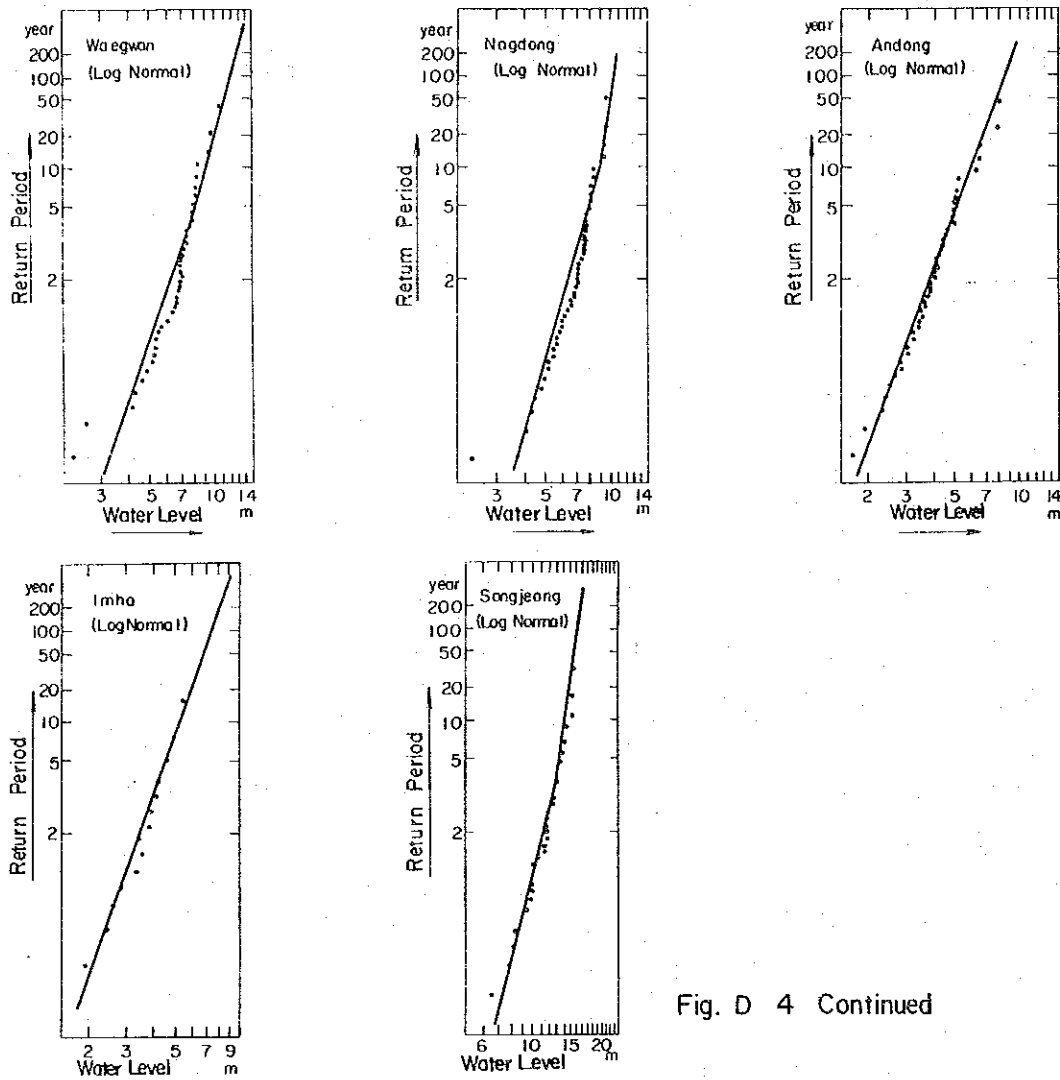 year
Waegwan
(Log Normal)
200
100
50
20
10
5
2
Return Period
3 5 7 10 14
Water Level m
year
Nagdong
(Log Normal)
200
100
50
20
10
5
2
Return Period
3 5 7 10 14
Water Level m
year
Andong
(Log Normal)
200
100
50
20
10
5
2
Return Period
2 3 5 7 10 14
Water Level m
year
Imha
(Log Normal)
200
100
50
20
10
5
2
Return Period
2 3 5 7 9
Water Level m
year
Songjeong
(Log Normal)
200
100
50
20
10
5
2
Return Period
6 10 15 20
Water Level m
Fig. D 4 Continued